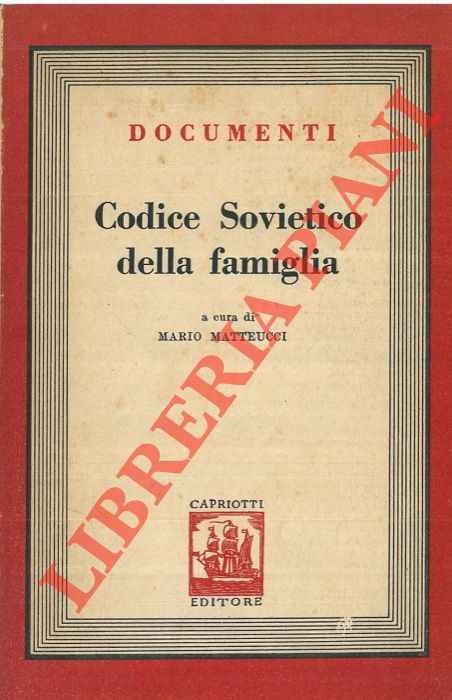 DOCUMENTI
Codice Sovietico
della famiglia
a cura di
MARIO MATTEUCCI
CAPRIOTTI
EDITORE
LIBRERIA PIANI